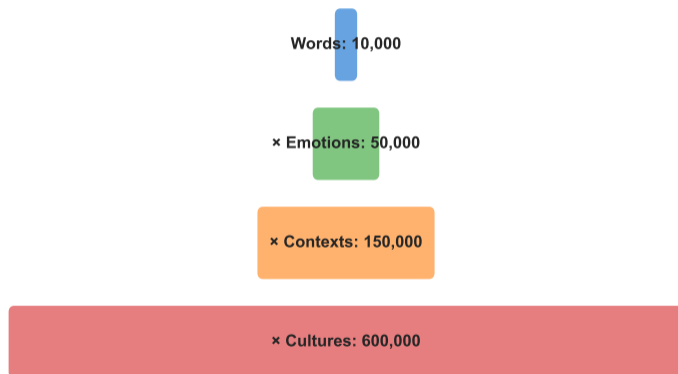 Words: 10,000
× Emotions: 50,000
× Contexts: 150,000
× Cultures: 600,000